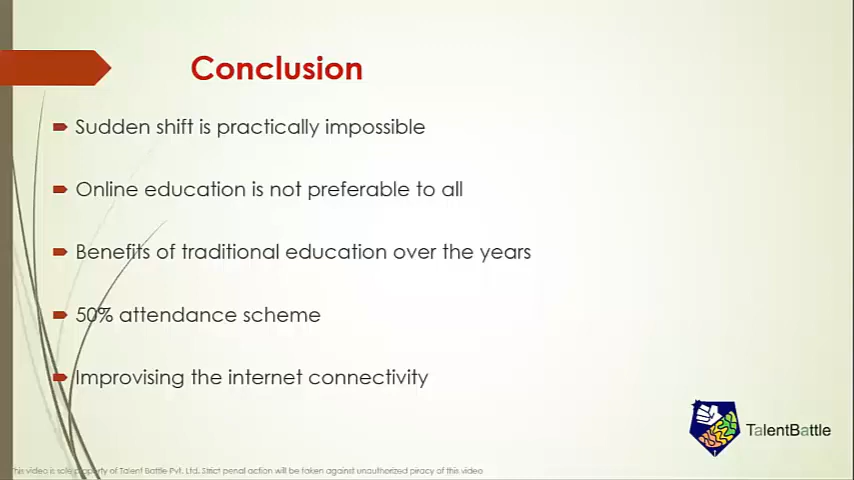 Conclusion
Sudden shift is practically impossible
Online education is not preferable to all
Benefits of traditional education over the years
50% attendance scheme
Improvising the internet connectivity
TalentBattle
This video is sole property of Talent Battle Pvt. Ltd. Strict penal action will be taken against unauthorized piracy of this video